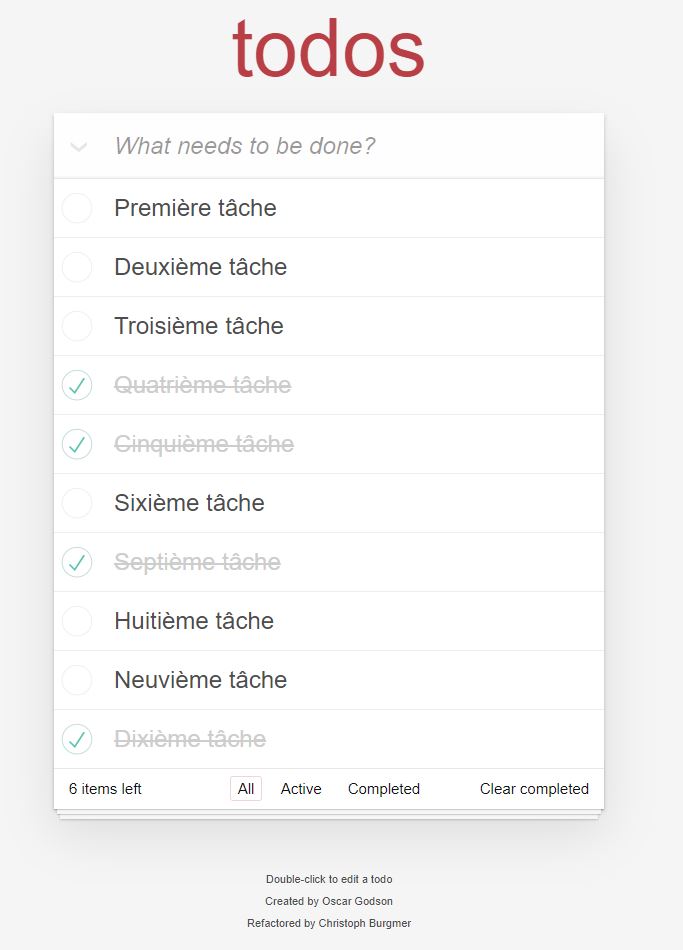 todos
What needs to be done?
Première tâche
Deuxième tâche
Troisième tâche
Quatrième tâche
Cinquième tâche
Sixième tâche
Septième tâche
Huitième tâche
Neuvième tâche
Dixième tâche
6 items left All Active Completed Clear completed
Double-click to edit a todo
Created by Oscar Godson
Refactored by Christoph Burgmer